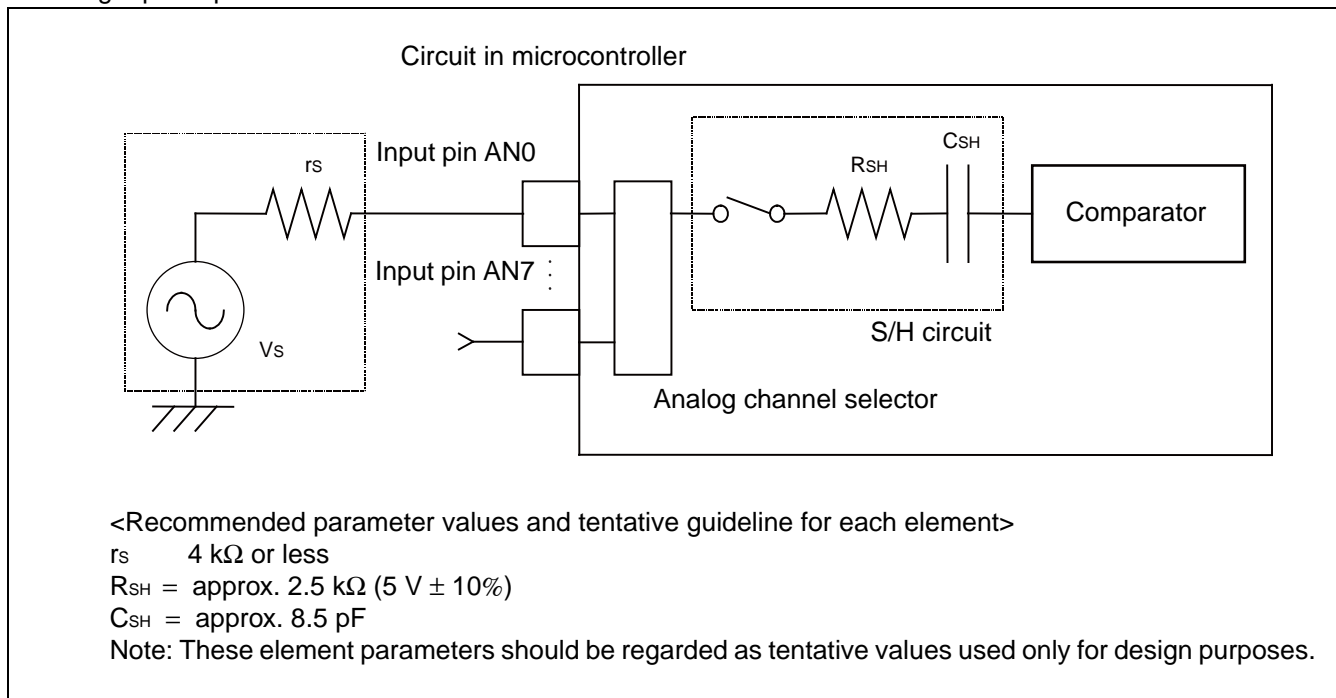 Circuit in microcontroller
Input pin AN0
rS
RSH
CSH
Comparator
Input pin AN7
VS
S/H circuit
Analog channel selector
<Recommended parameter values and tentative guideline for each element>
rS 4 kΩ or less
RSH = approx. 2.5 kΩ (5 V ± 10%)
CSH = approx. 8.5 pF
Note: These element parameters should be regarded as tentative values used only for design purposes.